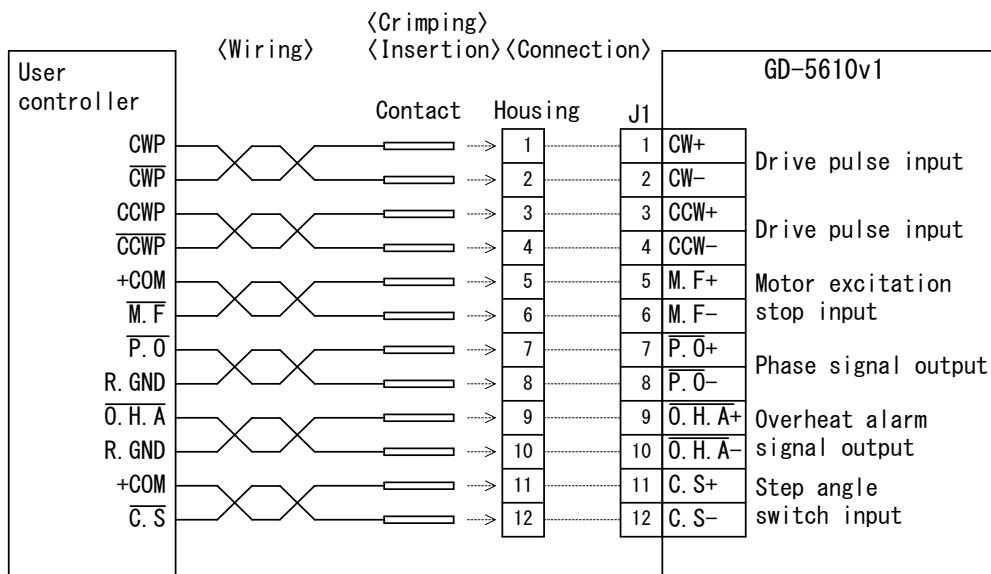 〈Crimping〉
〈Wiring〉 〈Insertion〉〈Connection〉
User
controller
GD-5610v1
Contact Housing J1
CWP 1 1 CW+
C̅W̅P̅ 2 2 CW-
Drive pulse input
CCWP 3 3 CCW+
C̅C̅W̅P̅ 4 4 CCW-
Drive pulse input
+COM 5 5 M.F+
M̅.̅F̅ 6 6 M.F-
Motor excitation
stop input
P̅.̅O̅ 7 7 P̅.̅O̅+
R.GND 8 8 P̅.̅O̅-
Phase signal output
O̅.̅H̅.̅A̅ 9 9 O̅.̅H̅.̅A̅+
R.GND 10 10 O̅.̅H̅.̅A̅-
Overheat alarm
signal output
+COM 11 11 C.S+
C̅.̅S̅ 12 12 C.S-
Step angle
switch input